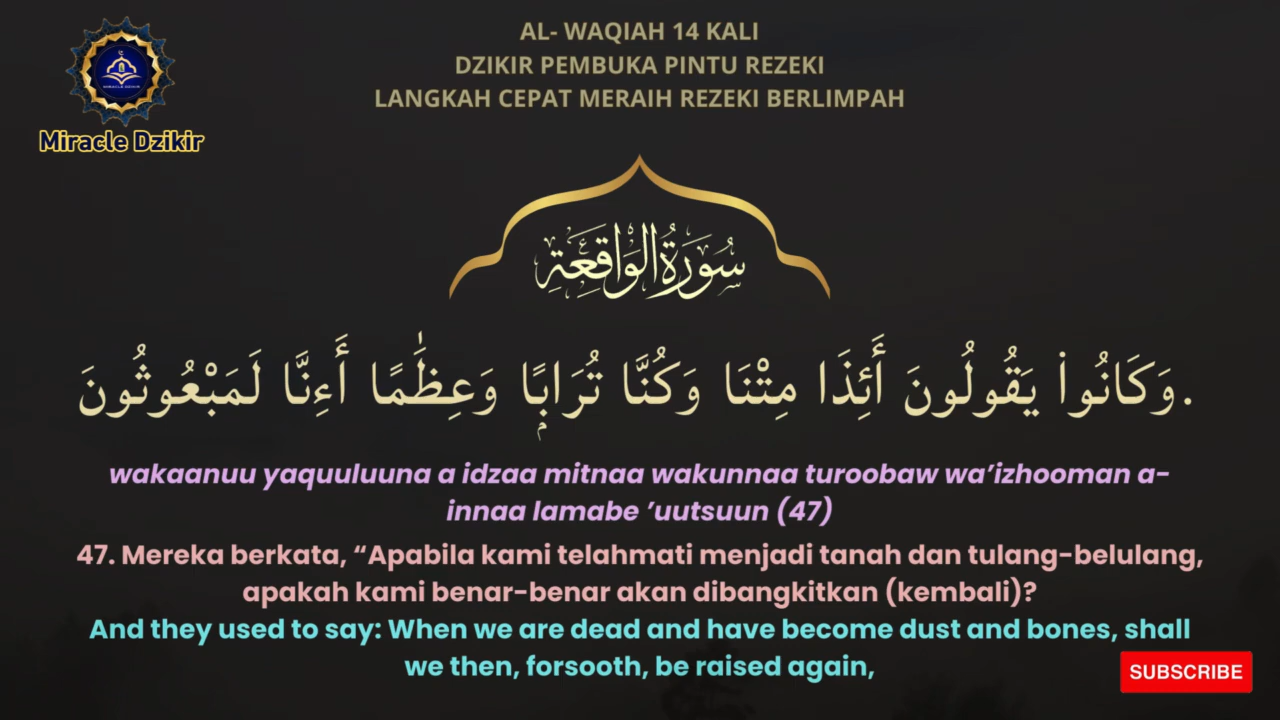 AL- WAQIAH 14 KALI
DZIKIR PEMBUKA PINTU REZEKI
LANGKAH CEPAT MERAIH REZEKI BERLIMPAH
Miracle Dzikir
سُورَةُ الْوَاقِعَةِ
وَكَانُوا۟ يَقُولُونَ أَئِذَا مِتْنَا وَكُنَّا تُرَابًۭا وَعِظَٰمًا أَءِنَّا لَمَبْعُوثُونَ.
wakaanuu yaquuluuna a idzaa mitnaa wakunnaa turoobaw wa’izhooman a-
innaa lamabe ’uutsuun (47)
47. Mereka berkata, “Apabila kami telahmati menjadi tanah dan tulang-belulang,
apakah kami benar-benar akan dibangkitkan (kembali)?
And they used to say: When we are dead and have become dust and bones, shall
we then, forsooth, be raised again,
SUBSCRIBE